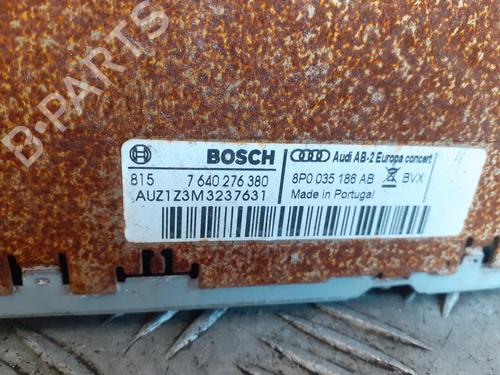 B-PARTS
BOSCH
Audi AB-2 Europa concert
815 7 640 276 380
8P0 035 186 AB BVX
AUZ1Z3M3237631
Made in Portugal